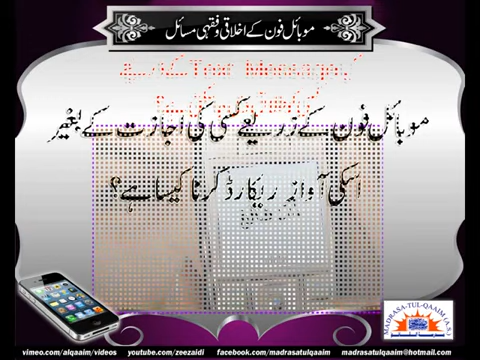 موبائل فون کے اخلاقی و فقہی مسائل
موبائل فون کے ذریعے کسی کی اجازت کے بغیر
اسکی آواز ریکارڈ کرنا کیسا ہے؟
MADRASA-TUL-QAAIM (A.S.)
vimeo.com/alqaaim/videos youtube.com/zeezaidi facebook.com/madrasatulqaaim madrasatulqaaim@hotmail.com